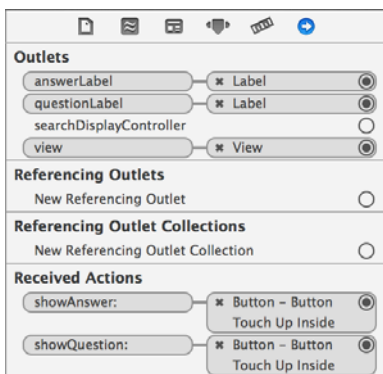 Outlets
answerLabel Label
questionLabel Label
searchDisplayController
view View
Referencing Outlets
New Referencing Outlet
Referencing Outlet Collections
New Referencing Outlet Collection
Received Actions
showAnswer: Button - Button
Touch Up Inside
showQuestion: Button - Button
Touch Up Inside